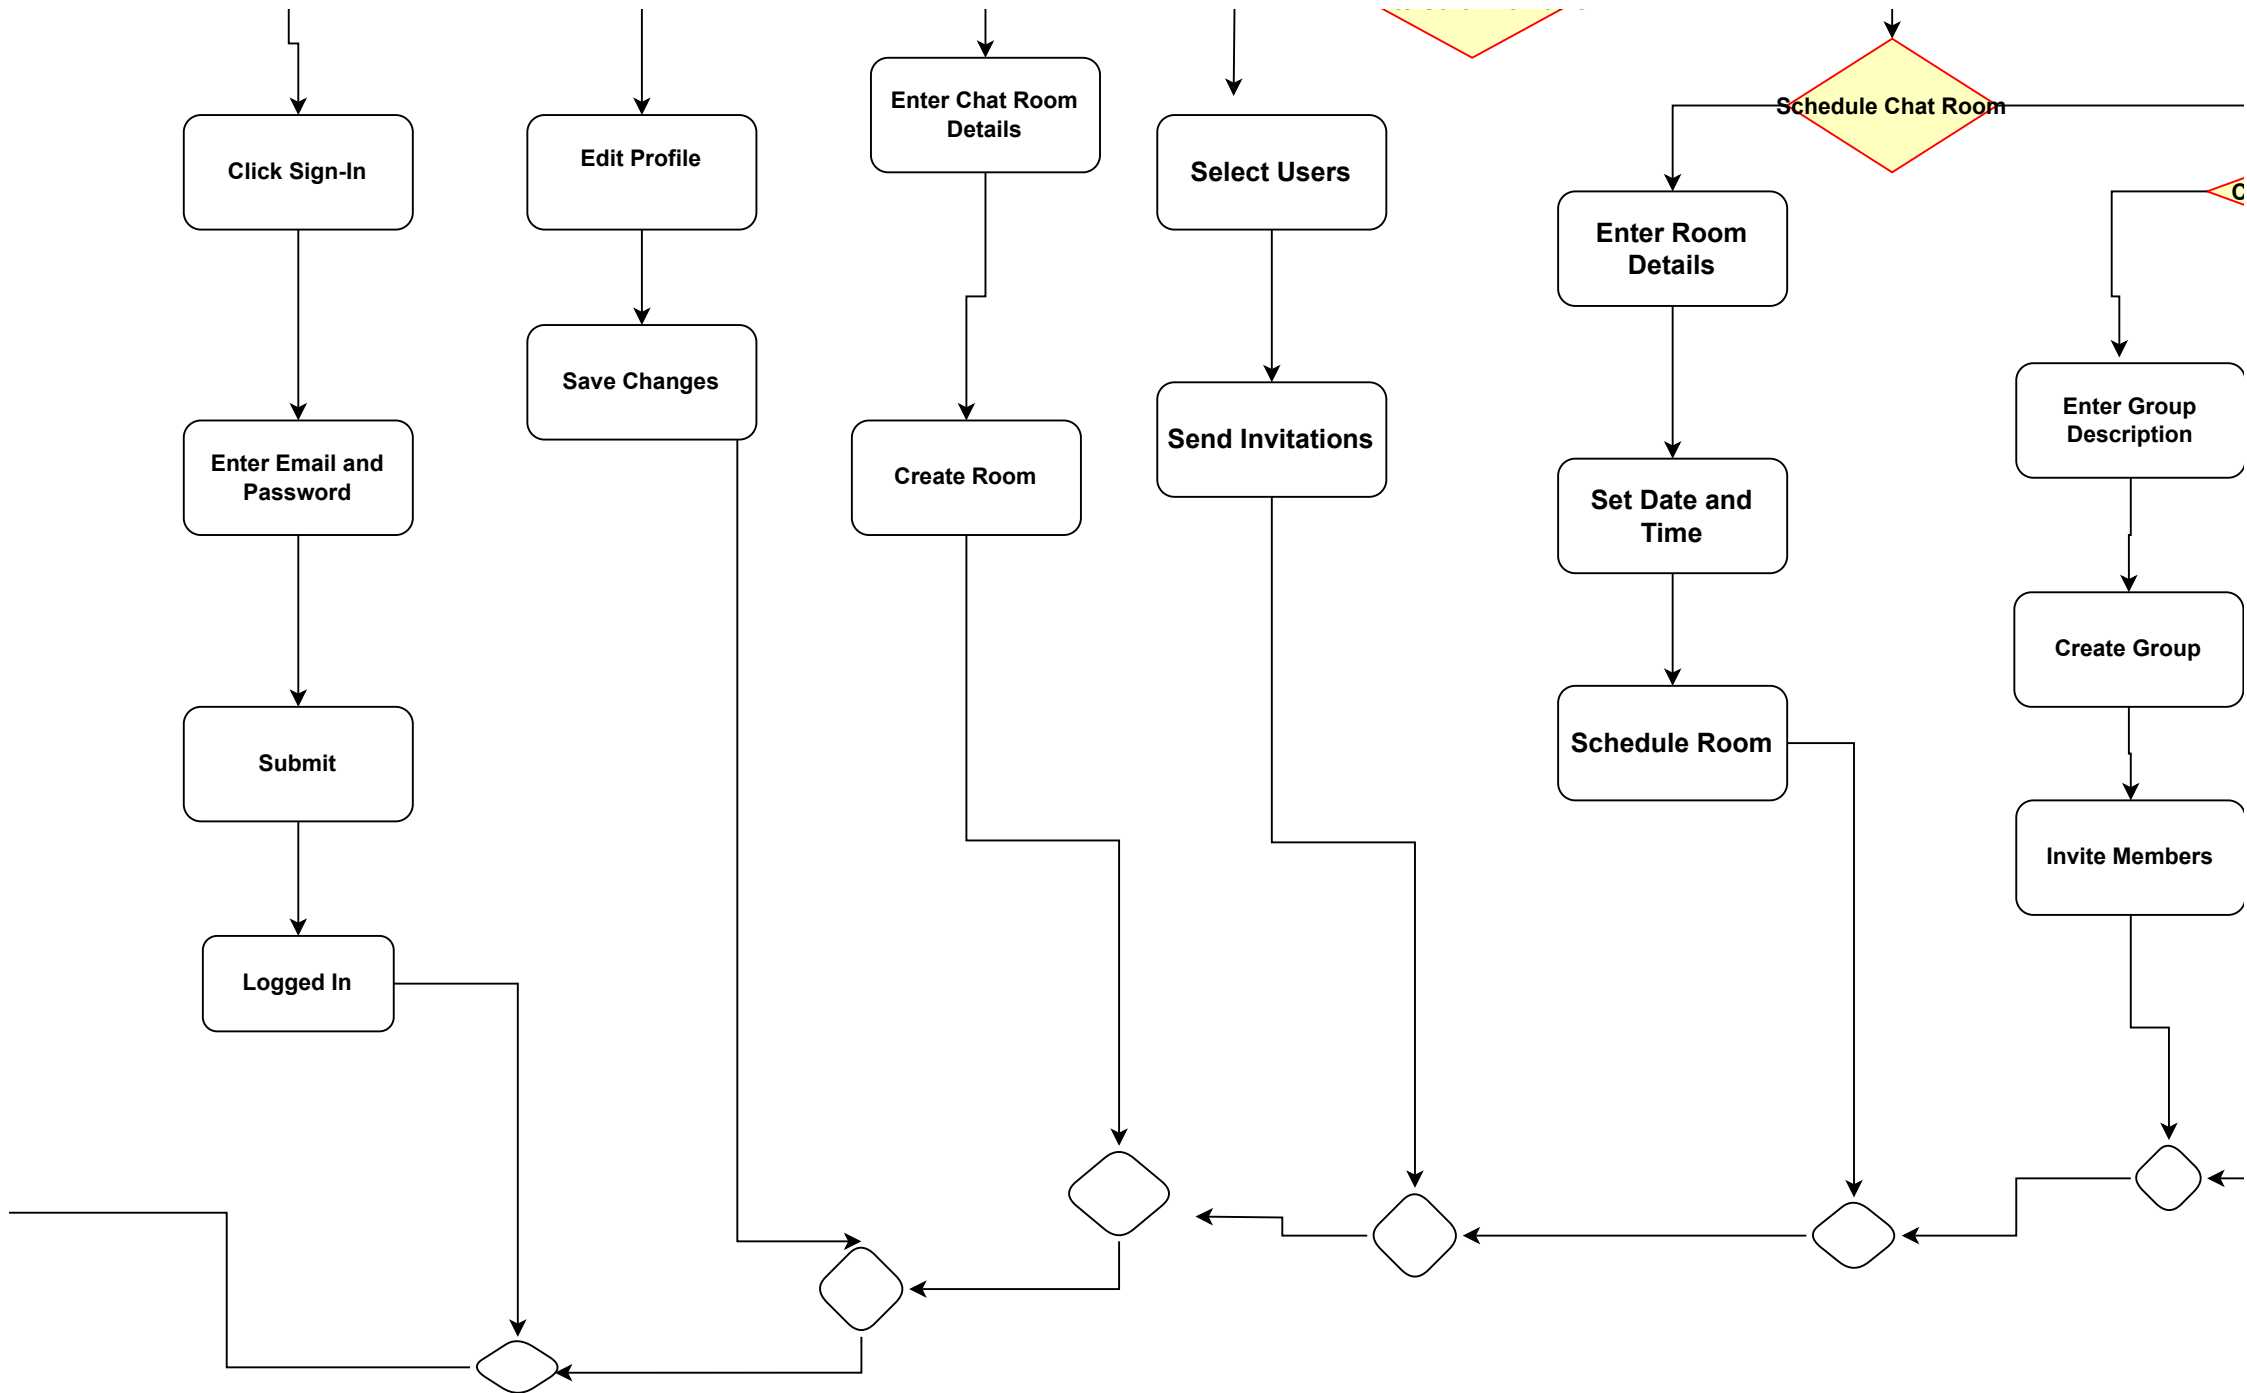 Click Sign-In
Enter Email and
Password
Submit
Logged In
Edit Profile
Save Changes
Enter Chat Room
Details
Create Room
Select Users
Send Invitations
Schedule Chat Room
Enter Room
Details
Set Date and
Time
Schedule Room
Enter Group
Description
Create Group
Invite Members